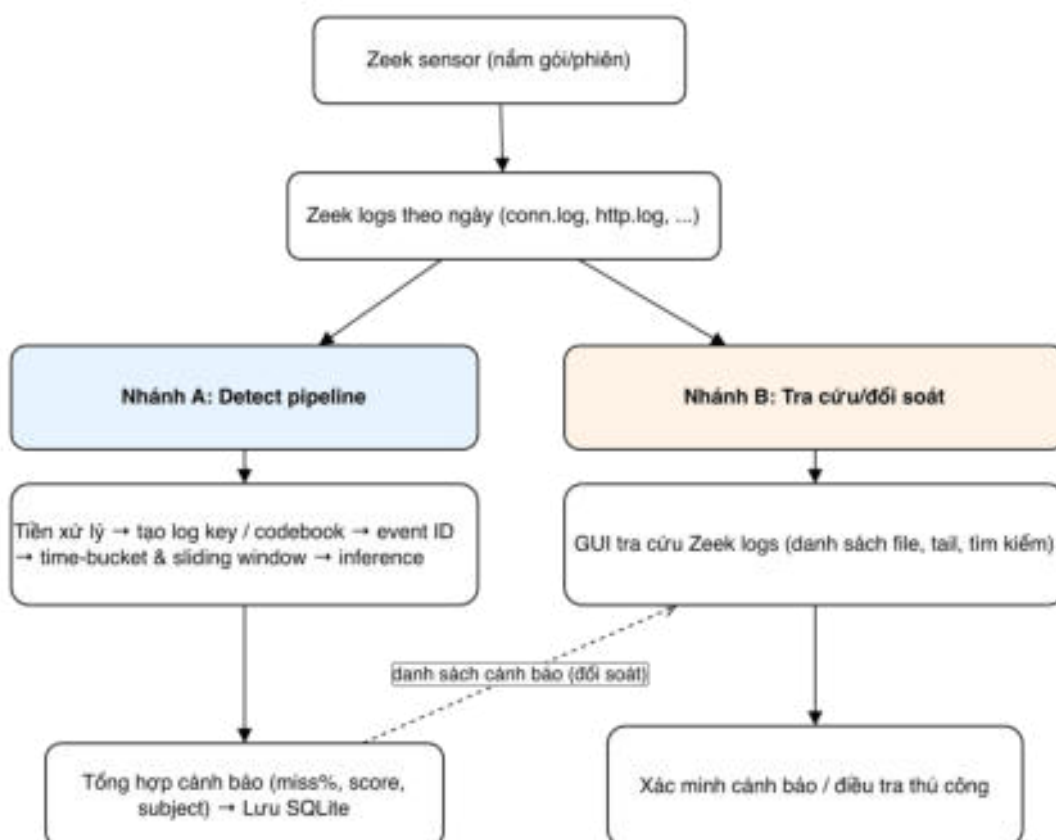 Zeek sensor (nắm gói/phiên)
Zeek logs theo ngày (conn.log, http.log, ...)
Nhánh A: Detect pipeline
Nhánh B: Tra cứu/đối soát
Tiền xử lý → tạo log key / codebook → event ID
→ time-bucket & sliding window → inference
GUI tra cứu Zeek logs (danh sách file, tail, tìm kiếm)
danh sách cảnh báo (đối soát)
Tổng hợp cảnh báo (miss%, score,
subject) → Lưu SQLite
Xác minh cảnh báo / điều tra thủ công